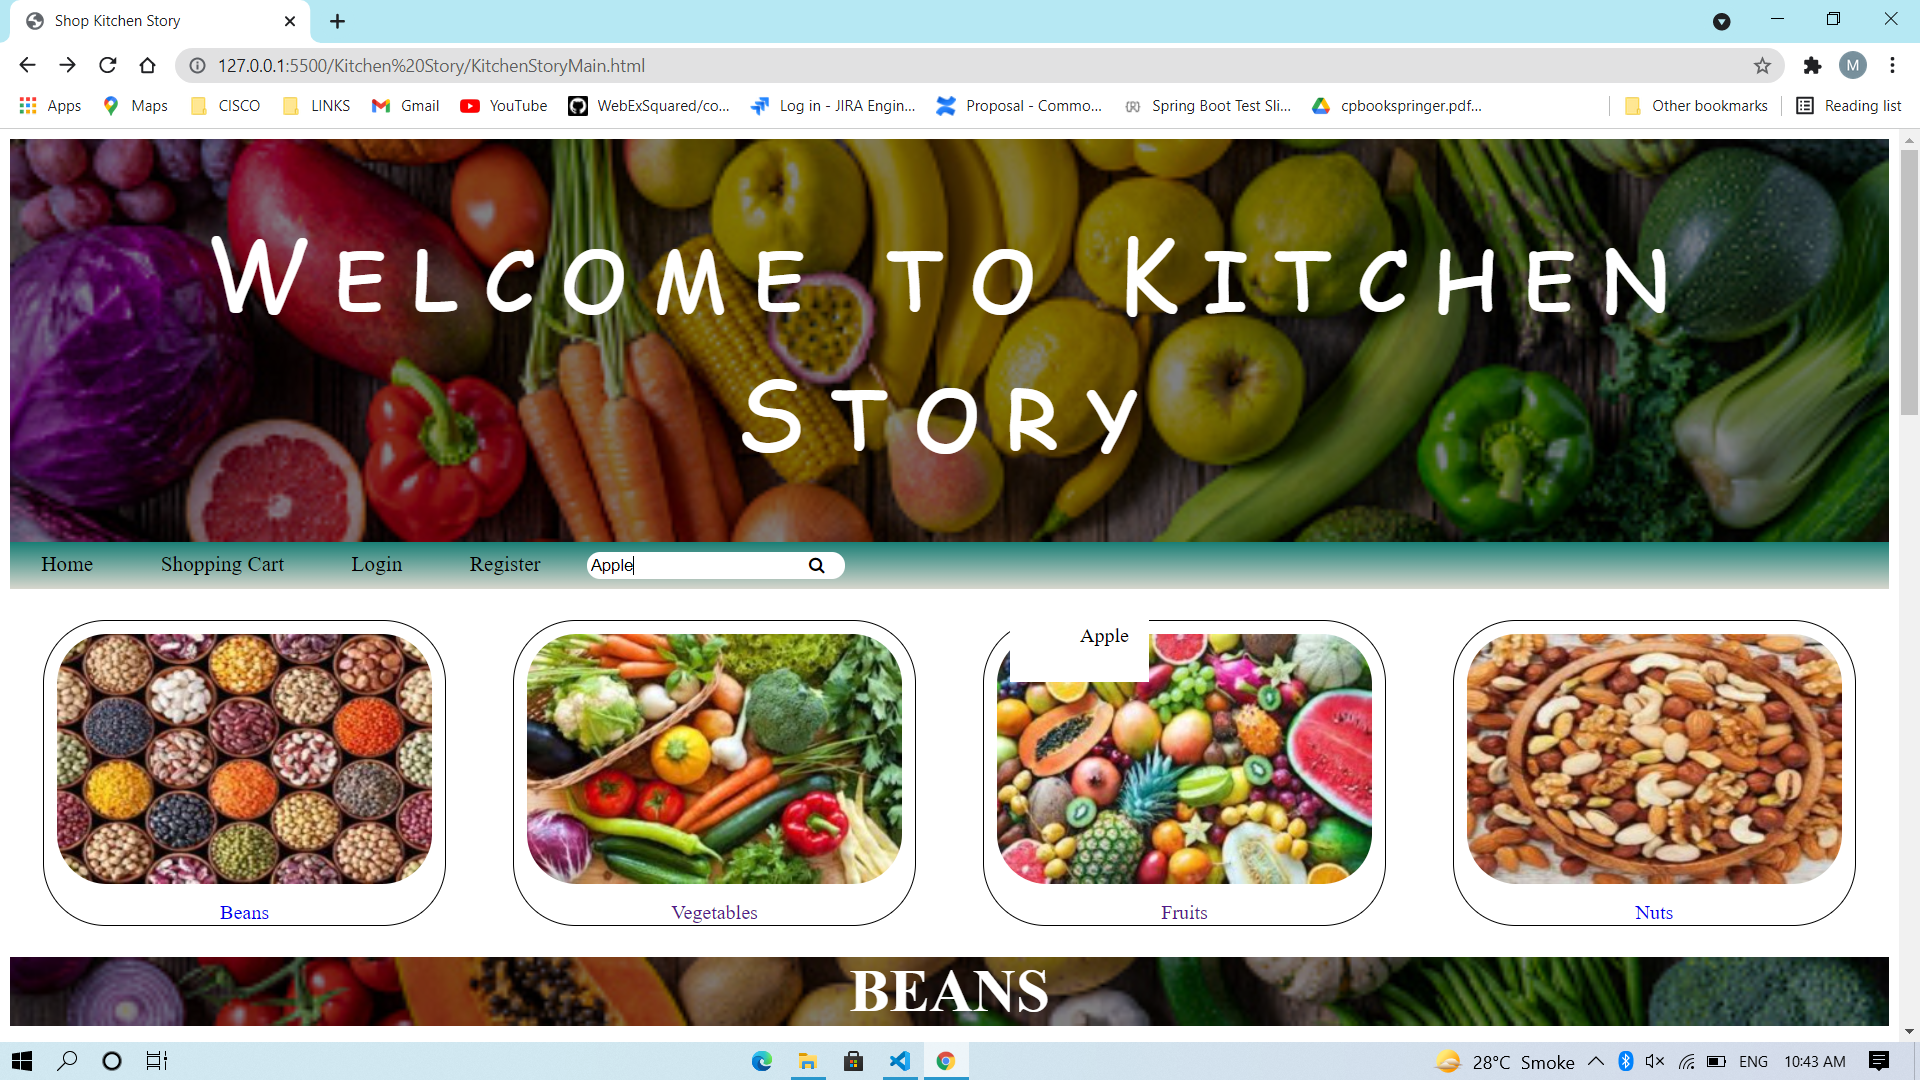 Shop Kitchen Story
127.0.0.1:5500/Kitchen%20Story/KitchenStoryMain.html
M
Apps Maps CISCO LINKS Gmail YouTube WebExSquared/co... Log in - JIRA Engin... Proposal - Commo... Spring Boot Test Sli... cpbookspringer.pdf... Other bookmarks Reading list
Welcome to Kitchen
Story
Home Shopping Cart Login Register Apple
Apple
Beans Vegetables Fruits Nuts
BEANS
28°C Smoke ENG 10:43 AM